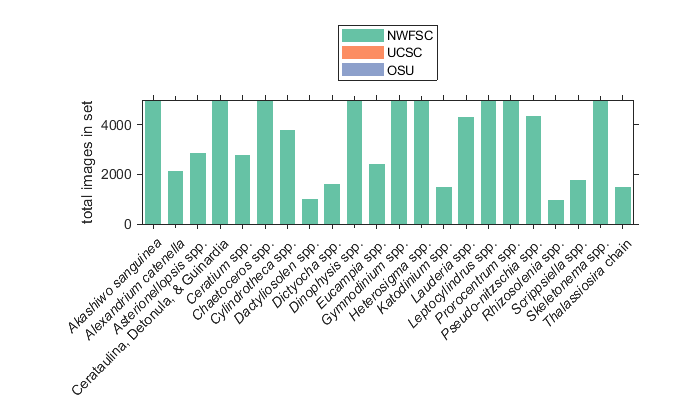 NWFSC
UCSC
OSU
total images in set
4000
2000
0
Akashiwo sanguinea
Alexandrium catenella
Asterionellopsis spp.
Cerataulina, Detonula, & Guinardia
Ceratium spp.
Chaetoceros spp.
Cylindrotheca spp.
Dactyliosolen spp.
Dictyocha spp.
Dinophysis spp.
Eucampia spp.
Gymnodinium spp.
Heterosigma spp.
Katodinium spp.
Lauderia spp.
Leptocylindrus spp.
Prorocentrum spp.
Pseudo-nitzschia spp.
Rhizosolenia spp.
Scrippsiella spp.
Skeletonema spp.
Thalassiosira chain